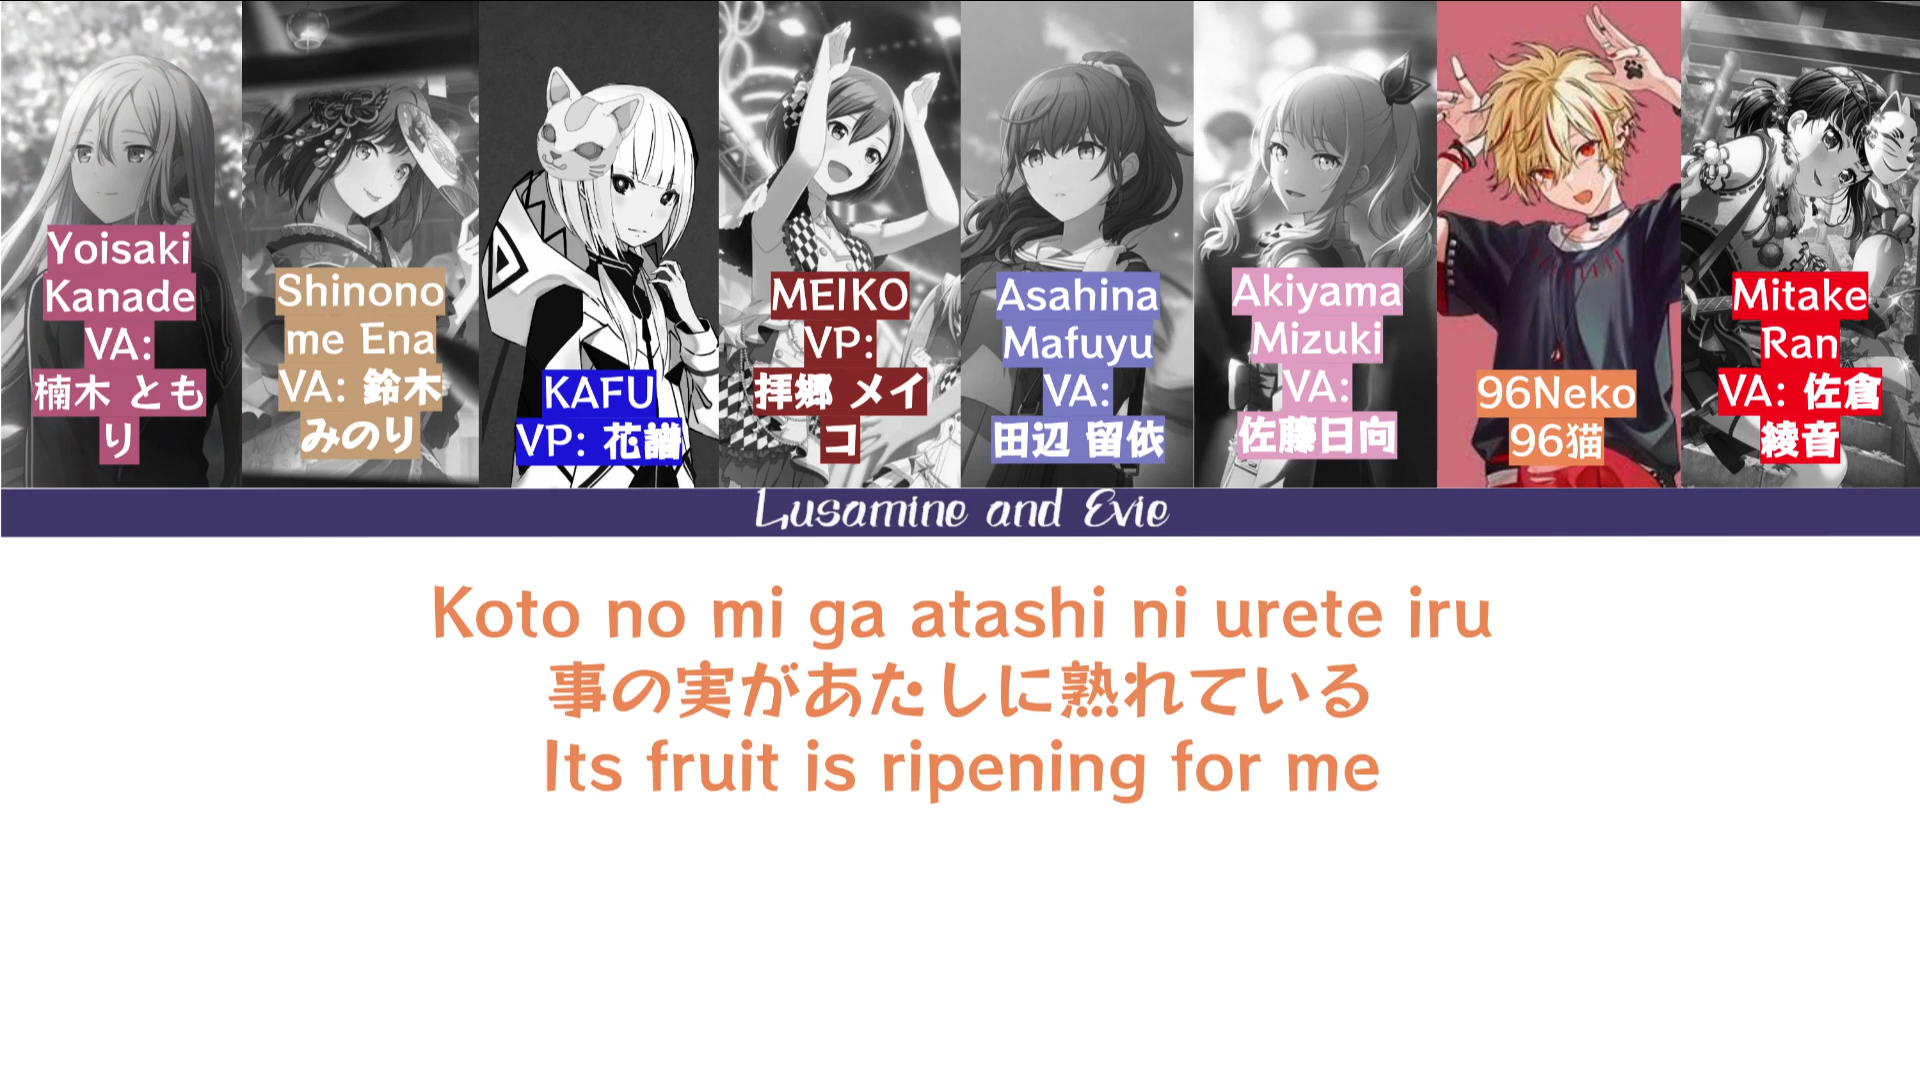 Yoisaki
Kanade
VA:
楠木 とも
り
Shinono
me Ena
VA: 鈴木
みのり
KAFU
VP: 花譜
MEIKO
VP:
拝郷 メイ
コ
Asahina
Mafuyu
VA:
田辺 留依
Akiyama
Mizuki
VA:
佐藤日向
96Neko
96猫
Mitake
Ran
VA: 佐倉
綾音
Lusamine and Evie
Koto no mi ga atashi ni urete iru
事の実があたしに熟れている
Its fruit is ripening for me